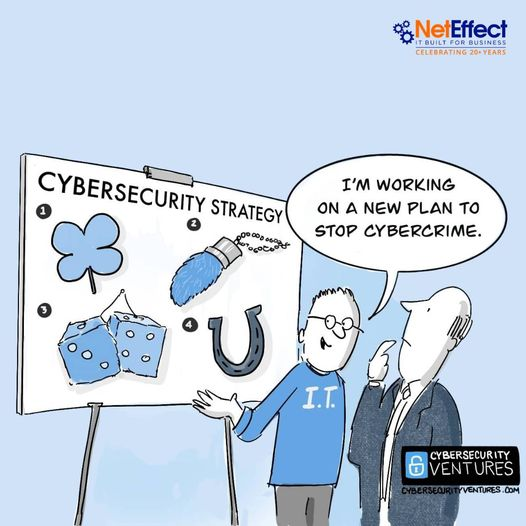 NetEffect
IT BUILT FOR BUSINESS
CELEBRATING 20+ YEARS
CYBERSECURITY STRATEGY
1
2
3
4
I'M WORKING
ON A NEW PLAN TO
STOP CYBERCRIME.
I.T.
CYBERSECURITY
VENTURES
CYBERSECURITYVENTURES.COM